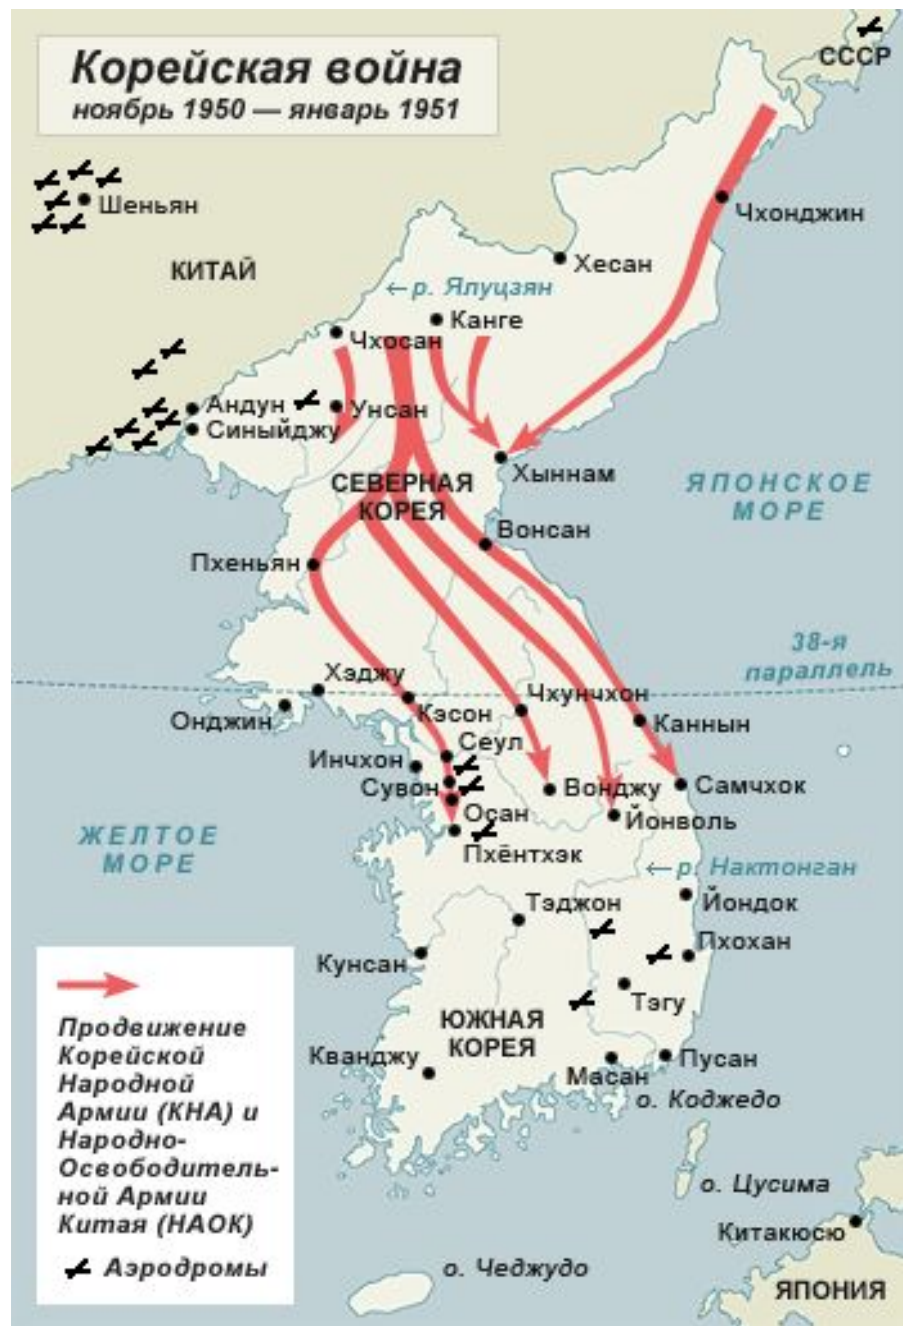 Корейская война
ноябрь 1950 — январь 1951
СССР
Шеньян
Чхонджин
КИТАЙ
Хесан
←р. Ялуцзян
Канге
Чхосан
Андун
Унсан
Синыйджу
Хыннам
СЕВЕРНАЯ
КОРЕЯ
ЯПОНСКОЕ
МОРЕ
Вонсан
Пхеньян
38-я
параллель
Хэджу
Чхунчхон
Онджин
Кэсон
Каннын
Сеул
Инчхон
Сувон
Вонджу
Самчхок
Осан
Йонволь
ЖЕЛТОЕ
МОРЕ
Пхёнтхэк
←р. Нактонган
Тэджон
Йондок
Пхохан
Кунсан
Тэгу
ЮЖНАЯ
КОРЕЯ
Кванджу
Пусан
Масан
о. Коджедо
о. Цусима
Китакюсю
о. Чеджудо
ЯПОНИЯ
Продвижение
Корейской
Народной
Армии (КНА) и
Народно-
Освободитель-
ной Армии
Китая (НАОК)
Аэродромы